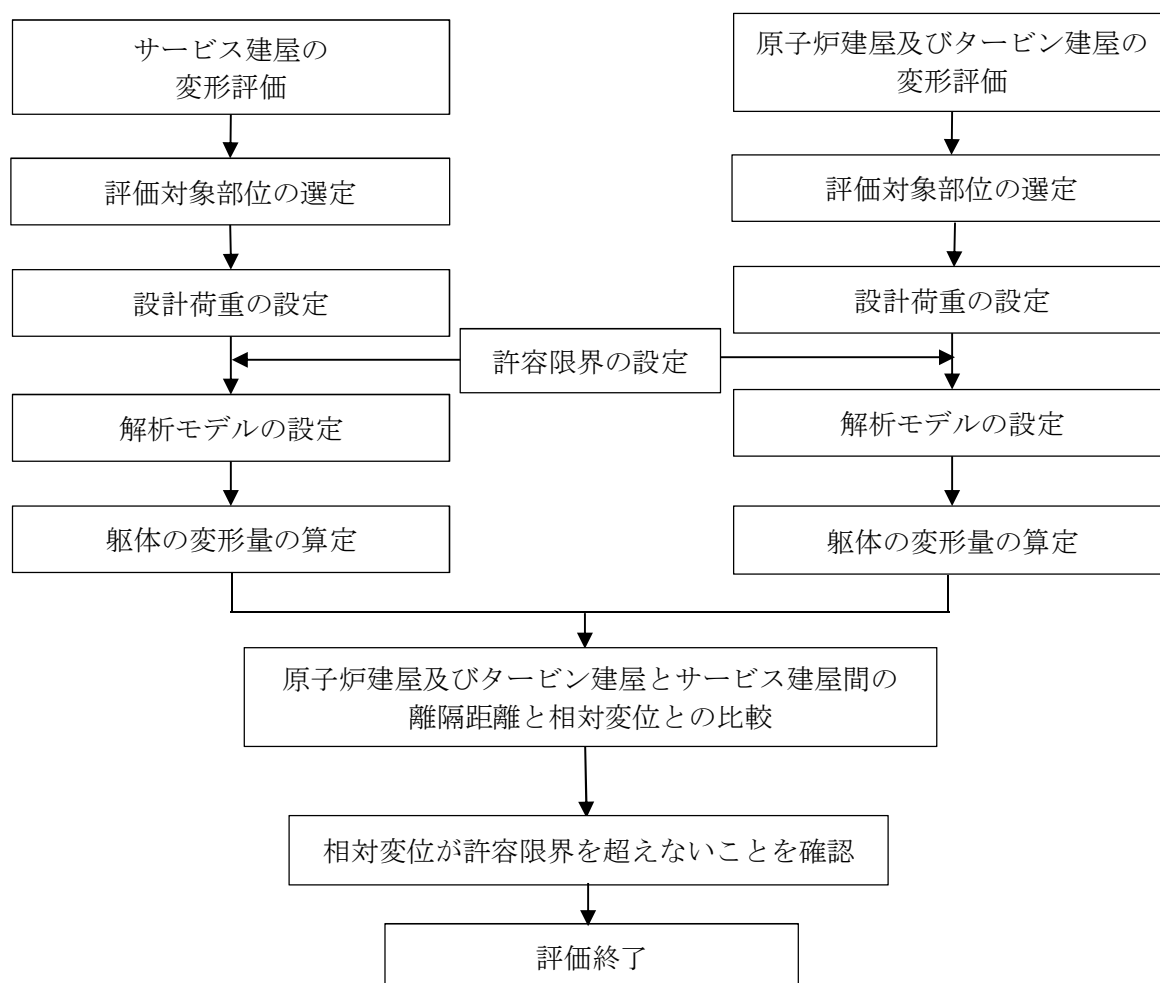 サービス建屋の
変形評価
評価対象部位の選定
設計荷重の設定
解析モデルの設定
躯体の変形量の算定
原子炉建屋及びタービン建屋の
変形評価
評価対象部位の選定
設計荷重の設定
許容限界の設定
解析モデルの設定
躯体の変形量の算定
原子炉建屋及びタービン建屋とサービス建屋間の
離隔距離と相対変位との比較
相対変位が許容限界を超えないことを確認
評価終了